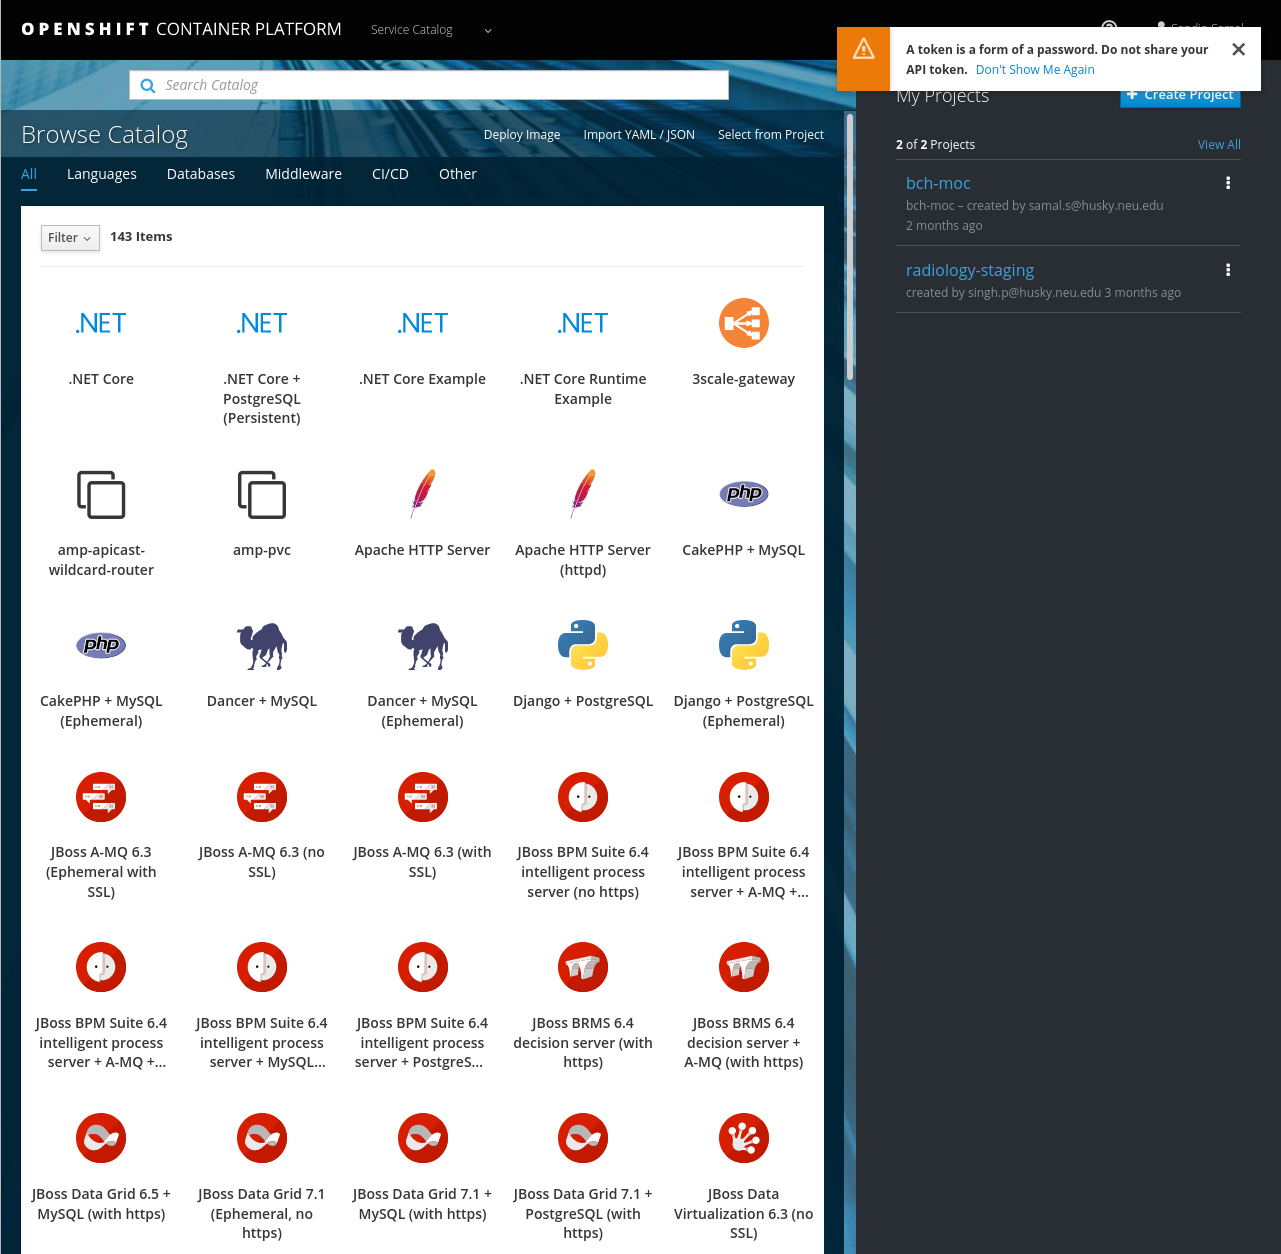 OPENSHIFT CONTAINER PLATFORM
Service Catalog
A token is a form of a password. Do not share your
API token. Don't Show Me Again
Search Catalog
My Projects
Create Project
Browse Catalog
Deploy Image
Import YAML / JSON
Select from Project
2 of 2 Projects
View All
All
Languages
Databases
Middleware
CI/CD
Other
bch-moc
bch-moc – created by samal.s@husky.neu.edu
2 months ago
radiology-staging
created by singh.p@husky.neu.edu 3 months ago
Filter
143 Items
.NET
.NET
.NET
.NET
.NET Core
.NET Core +
PostgreSQL
(Persistent)
.NET Core Example
.NET Core Runtime
Example
3scale-gateway
php
amp-apicast-
wildcard-router
amp-pvc
Apache HTTP Server
Apache HTTP Server
(httpd)
CakePHP + MySQL
php
CakePHP + MySQL
(Ephemeral)
Dancer + MySQL
Dancer + MySQL
(Ephemeral)
Django + PostgreSQL
Django + PostgreSQL
(Ephemeral)
JBoss A-MQ 6.3
(Ephemeral with
SSL)
JBoss A-MQ 6.3 (no
SSL)
JBoss A-MQ 6.3 (with
SSL)
JBoss BPM Suite 6.4
intelligent process
server (no https)
JBoss BPM Suite 6.4
intelligent process
server + A-MQ +...
JBoss BPM Suite 6.4
intelligent process
server + A-MQ +...
JBoss BPM Suite 6.4
intelligent process
server + MySQL...
JBoss BPM Suite 6.4
intelligent process
server + PostgreS...
JBoss BRMS 6.4
decision server (with
https)
JBoss BRMS 6.4
decision server +
A-MQ (with https)
JBoss Data Grid 6.5 +
MySQL (with https)
JBoss Data Grid 7.1
(Ephemeral, no
https)
JBoss Data Grid 7.1 +
MySQL (with https)
JBoss Data Grid 7.1 +
PostgreSQL (with
https)
JBoss Data
Virtualization 6.3 (no
SSL)